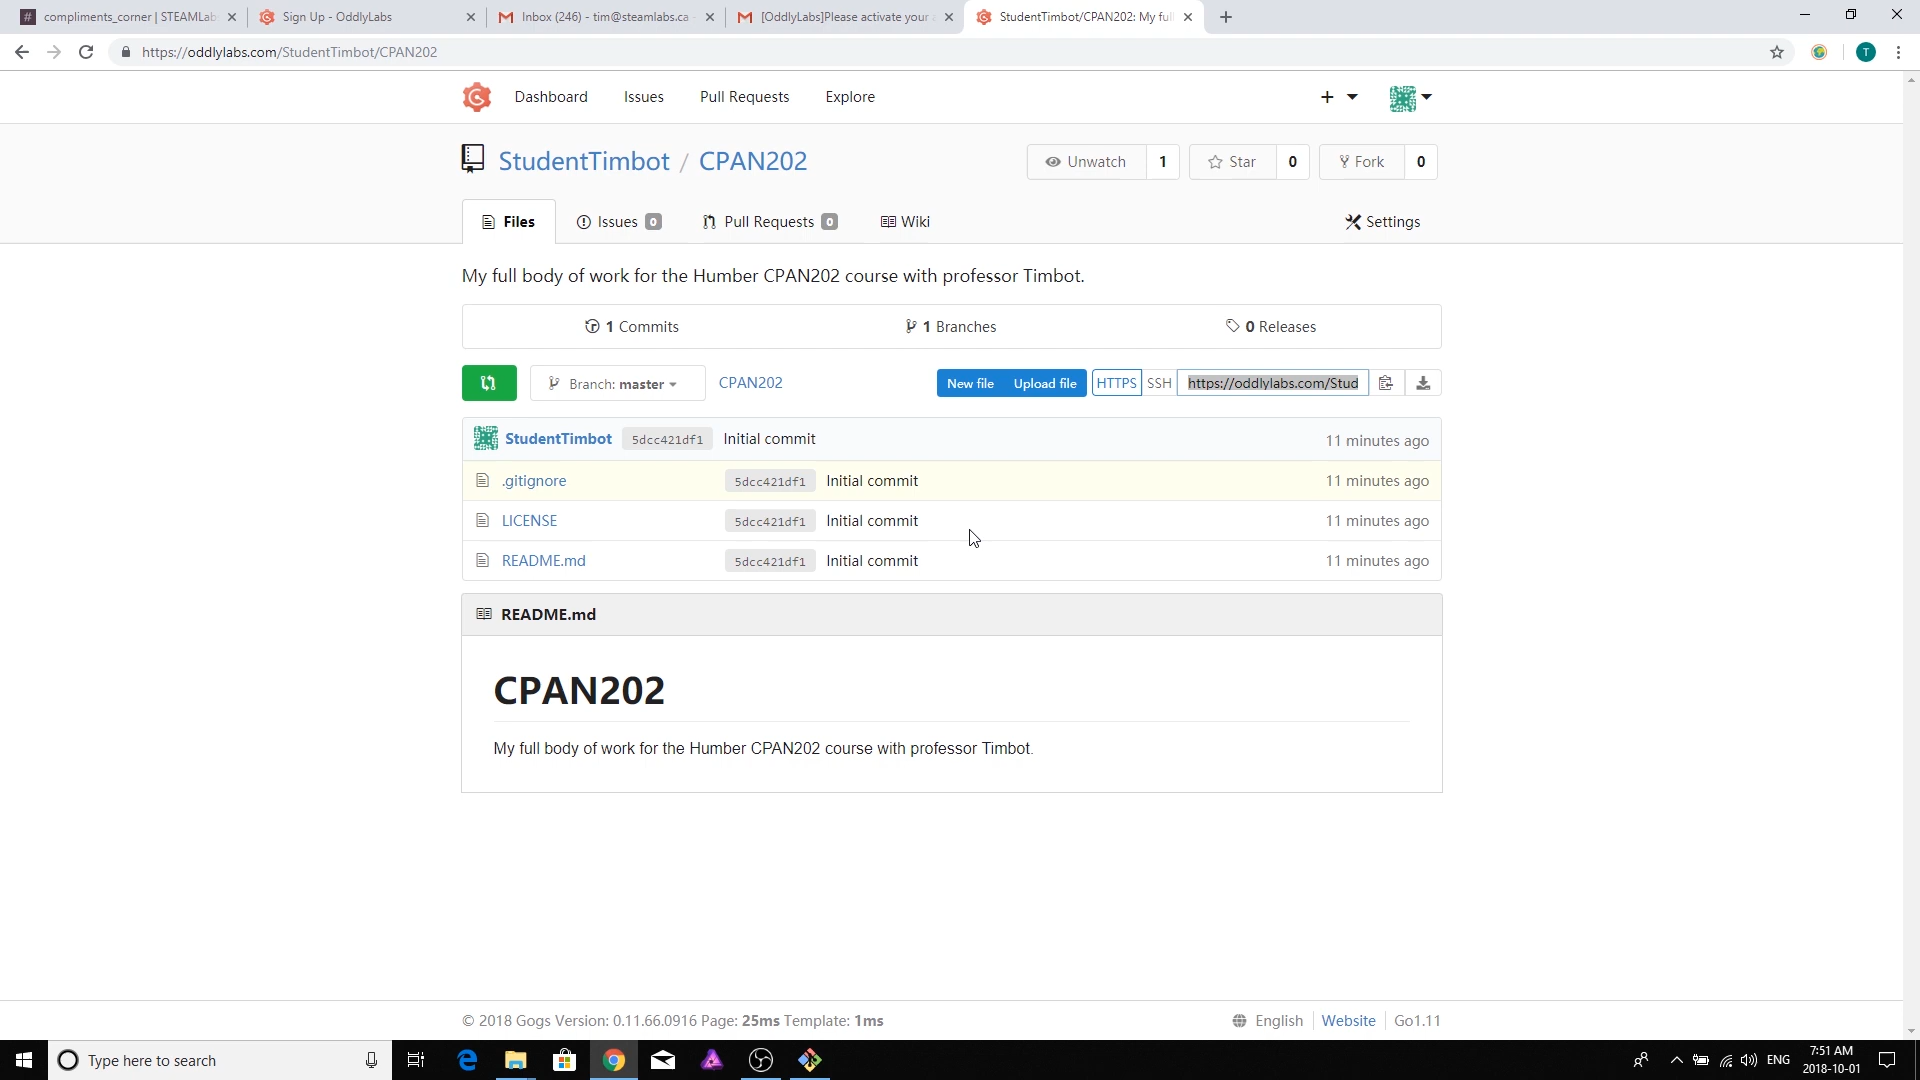 compliments_corner | STEAMLab
Sign Up - OddlyLabs
Inbox (246) - tim@steamlabs.ca -
[OddlyLabs]Please activate your a
StudentTimbot/CPAN202: My full
https://oddlylabs.com/StudentTimbot/CPAN202
T
Dashboard Issues Pull Requests Explore
StudentTimbot / CPAN202
Unwatch 1 Star 0 Fork 0
Files Issues 0 Pull Requests 0 Wiki Settings
My full body of work for the Humber CPAN202 course with professor Timbot.
1 Commits 1 Branches 0 Releases
Branch: master CPAN202 New file Upload file HTTPS SSH https://oddlylabs.com/Stud
StudentTimbot 5dcc421df1 Initial commit 11 minutes ago
.gitignore 5dcc421df1 Initial commit 11 minutes ago
LICENSE 5dcc421df1 Initial commit 11 minutes ago
README.md 5dcc421df1 Initial commit 11 minutes ago
README.md
CPAN202
My full body of work for the Humber CPAN202 course with professor Timbot.
© 2018 Gogs Version: 0.11.66.0916 Page: 25ms Template: 1ms English Website Go1.11
Type here to search
ENG
7:51 AM
2018-10-01